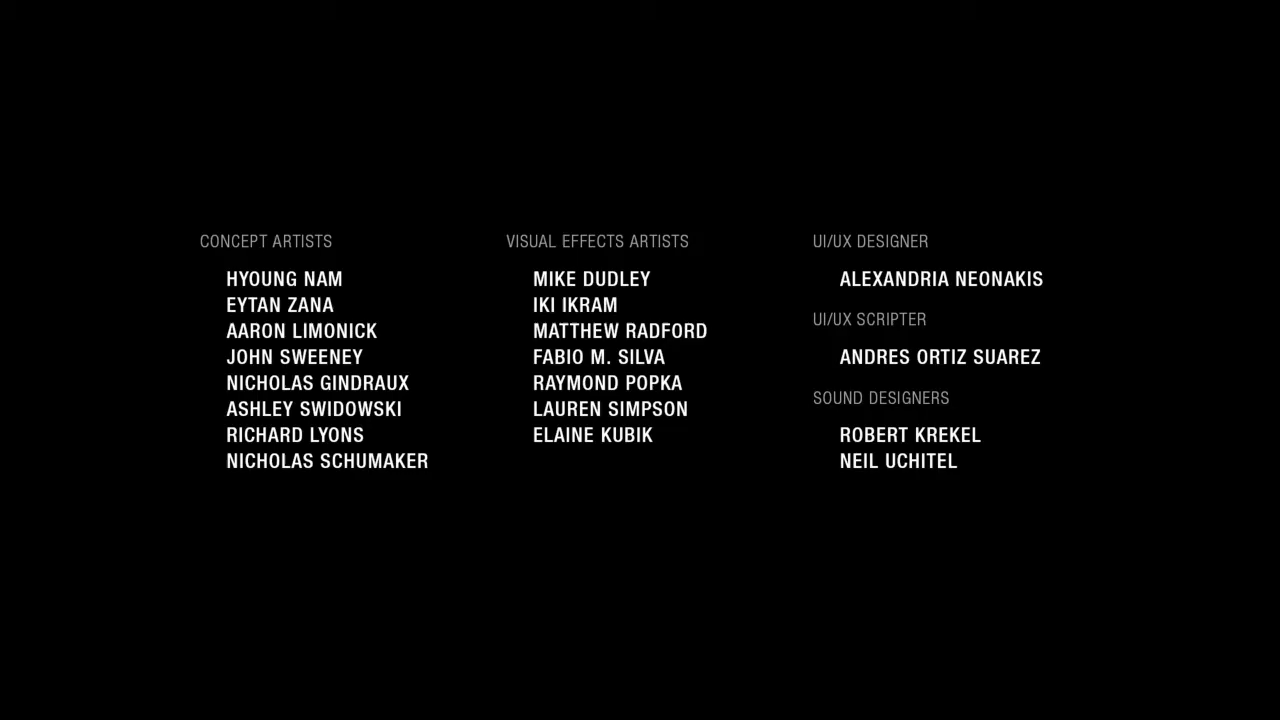 CONCEPT ARTISTS
HYOUNG NAM
EYTAN ZANA
AARON LIMONICK
JOHN SWEENEY
NICHOLAS GINDRAUX
ASHLEY SWIDOWSKI
RICHARD LYONS
NICHOLAS SCHUMAKER
VISUAL EFFECTS ARTISTS
MIKE DUDLEY
IKI IKRAM
MATTHEW RADFORD
FABIO M. SILVA
RAYMOND POPKA
LAUREN SIMPSON
ELAINE KUBIK
UI/UX DESIGNER
ALEXANDRIA NEONAKIS
UI/UX SCRIPTER
ANDRES ORTIZ SUAREZ
SOUND DESIGNERS
ROBERT KREKEL
NEIL UCHITEL